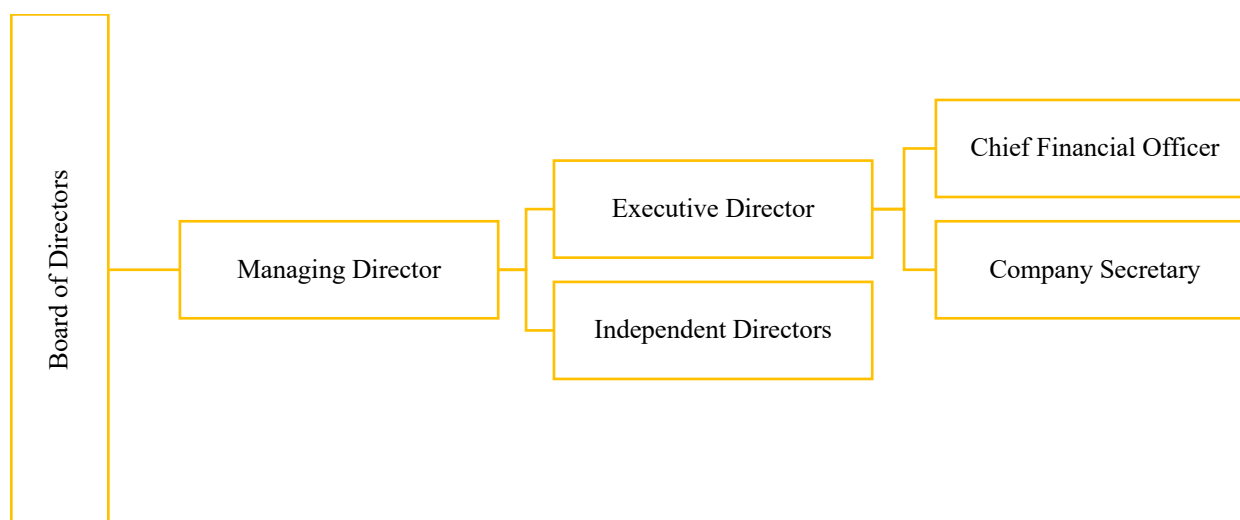 Board of Directors
Managing Director
Executive Director
Independent Directors
Chief Financial Officer
Company Secretary